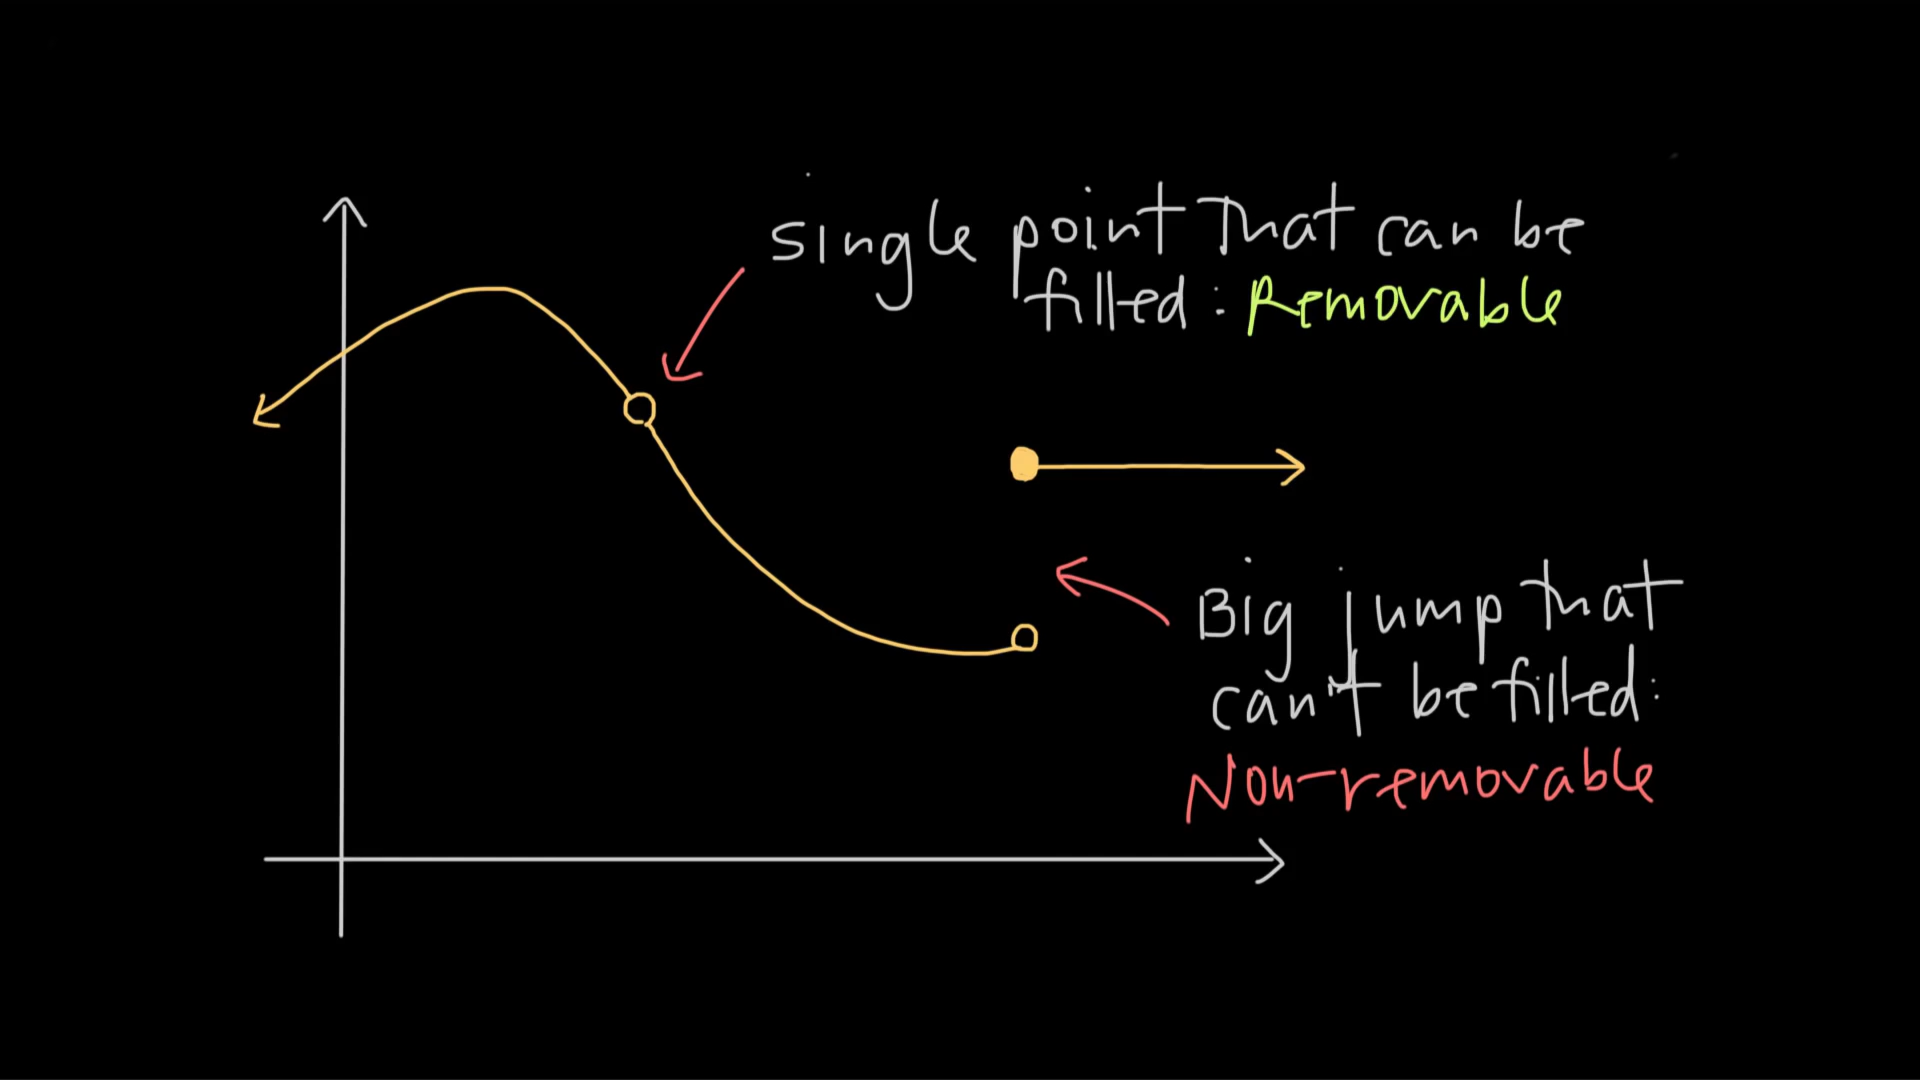 single point that can be
filled: Removable
Big jump that
can't be filled:
Non-removable